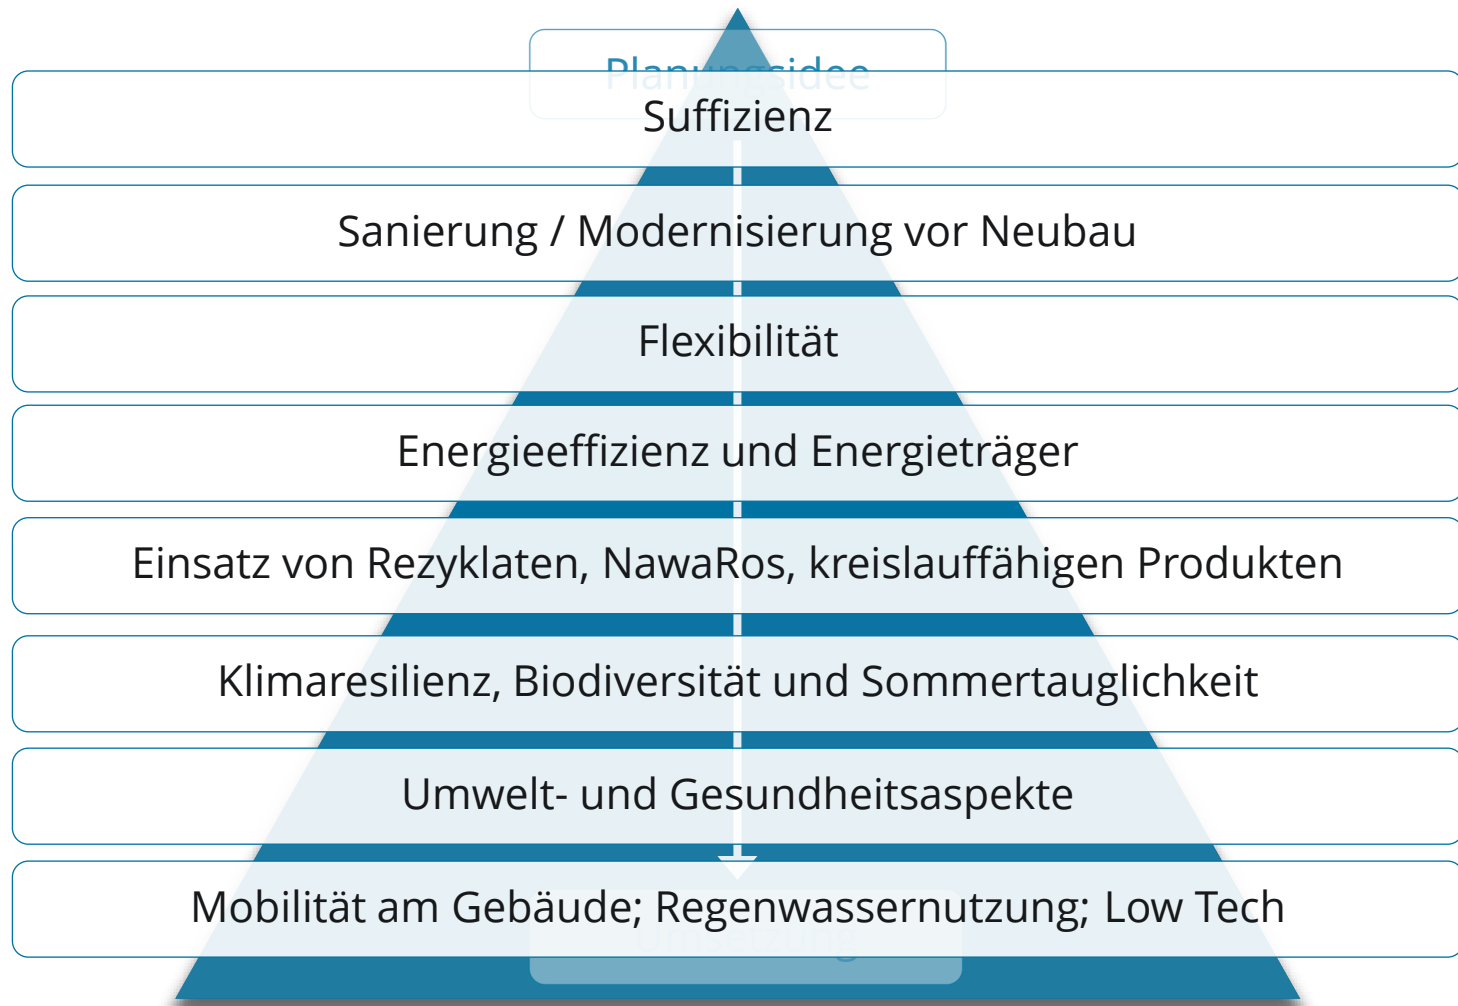 Planungsidee
Suffizienz
Sanierung / Modernisierung vor Neubau
Flexibilität
Energieeffizienz und Energieträger
Einsatz von Rezyklaten, NawaRos, kreislauffähigen Produkten
Klimaresilienz, Biodiversität und Sommertauglichkeit
Umwelt- und Gesundheitsaspekte
Mobilität am Gebäude; Regenwassernutzung; Low Tech
Umsetzung